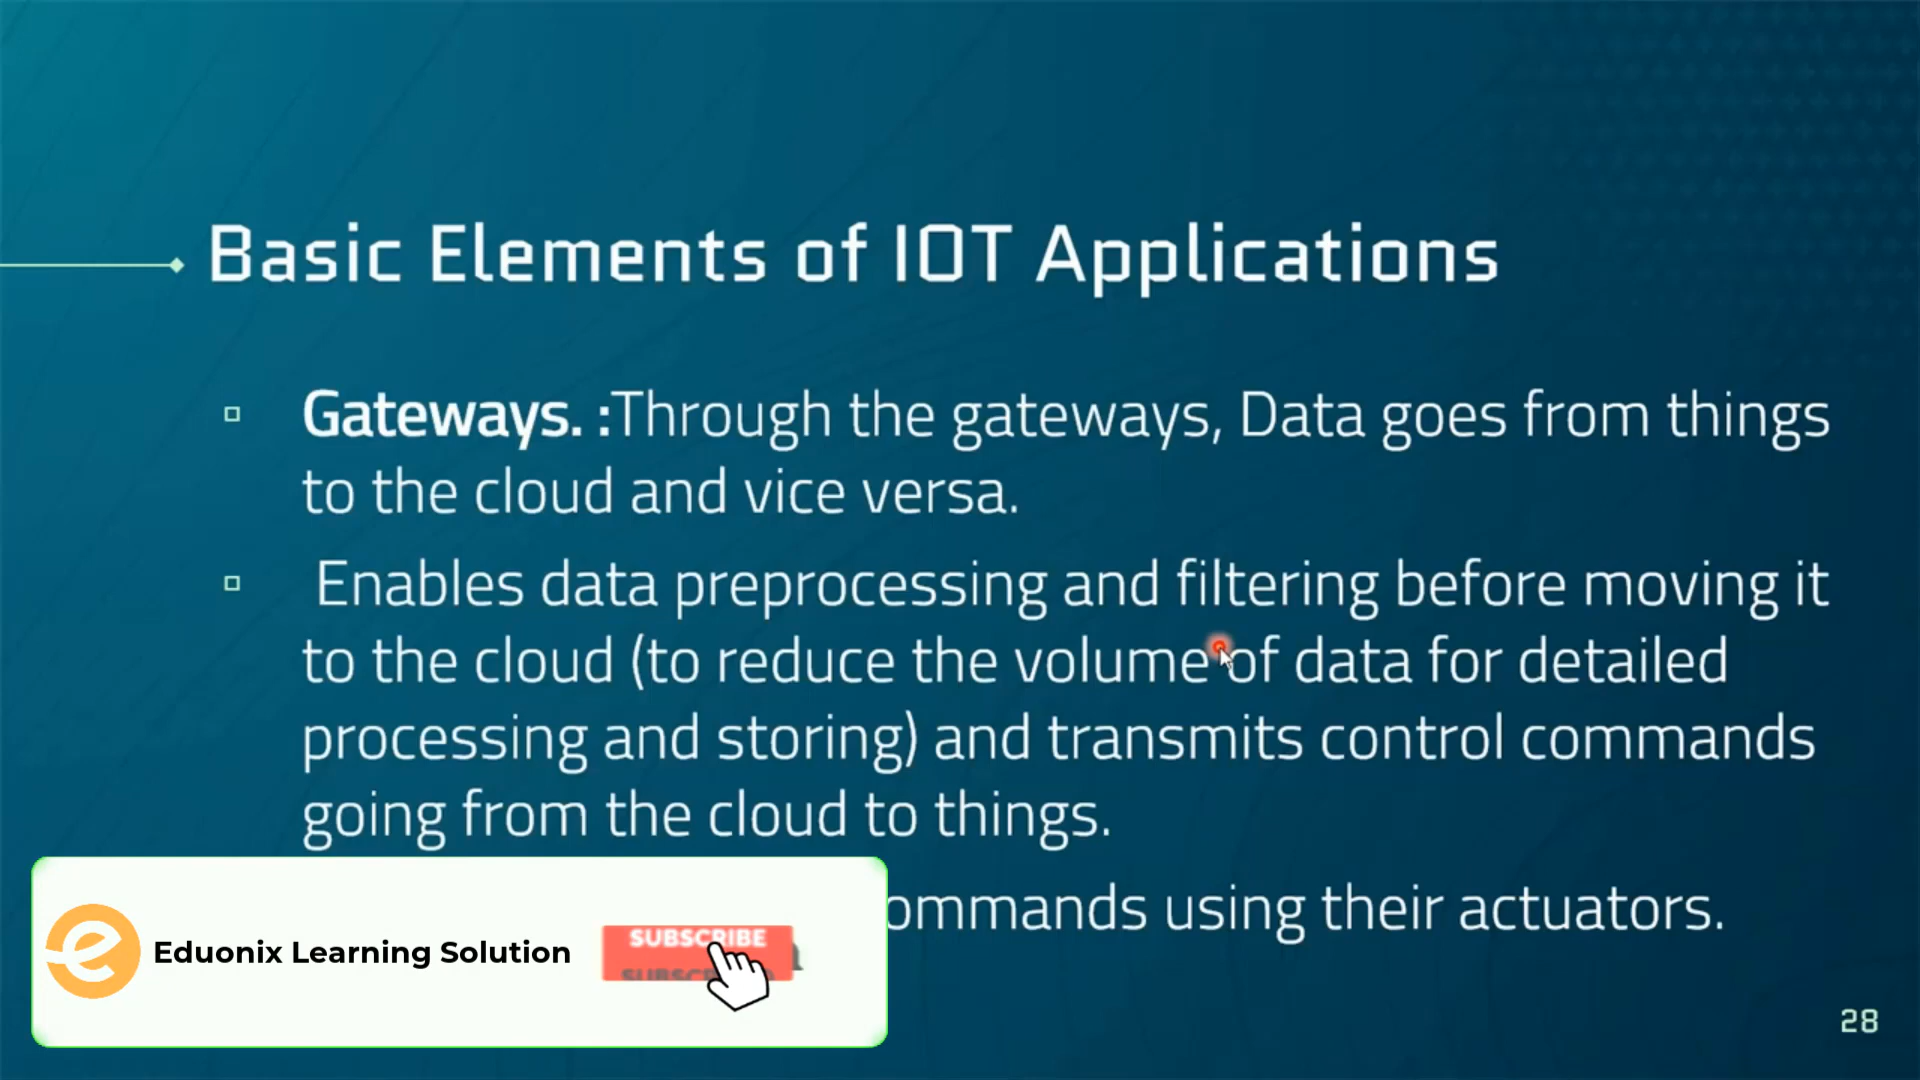 Basic Elements of IOT Applications
Gateways. :Through the gateways, Data goes from things
to the cloud and vice versa.
Enables data preprocessing and filtering before moving it
to the cloud (to reduce the volume of data for detailed
processing and storing) and transmits control commands
going from the cloud to things.
commands using their actuators.
Eduonix Learning Solution
SUBSCRIBE
28